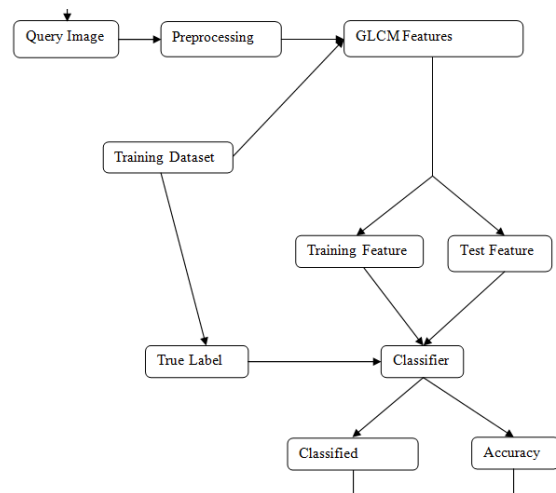 Query Image
Preprocessing
GLCM Features
Training Dataset
Training Feature
Test Feature
True Label
Classifier
Classified
Accuracy